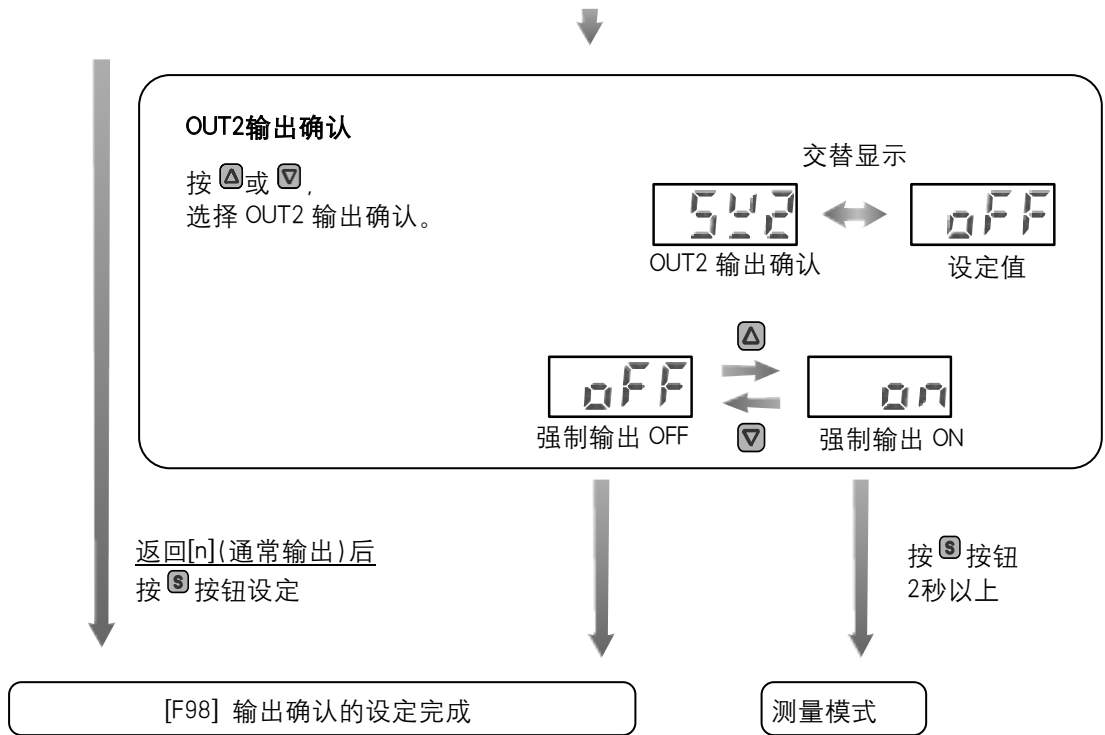 OUT2输出确认
按 △ 或 ▽ ,
选择 OUT2 输出确认。
交替显示
SW2
oFF
OUT2 输出确认
设定值
△
oFF
on
强制输出 OFF
▽
强制输出 ON
返回[n](通常输出)后
按 S 按钮设定
按 S 按钮
2秒以上
[F98] 输出确认的设定完成
测量模式